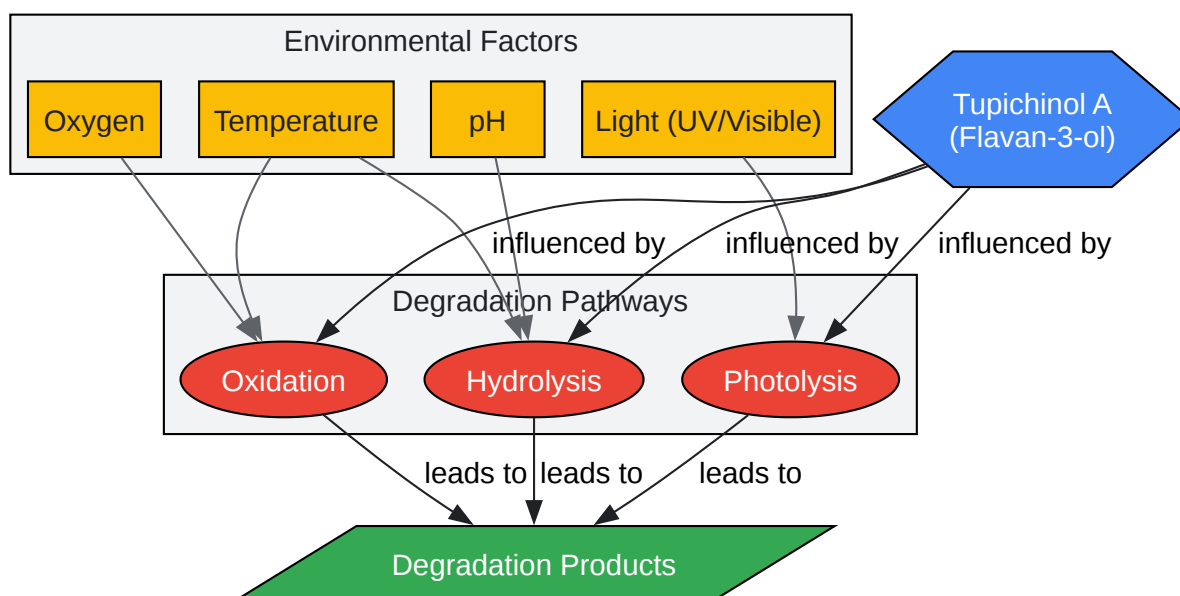 Environmental Factors
Oxygen
Temperature
pH
Light (UV/Visible)
Tupichinol A
(Flavan-3-ol)
influenced by
influenced by
influenced by
Degradation Pathways
Oxidation
Hydrolysis
Photolysis
leads to
leads to
leads to
Degradation Products